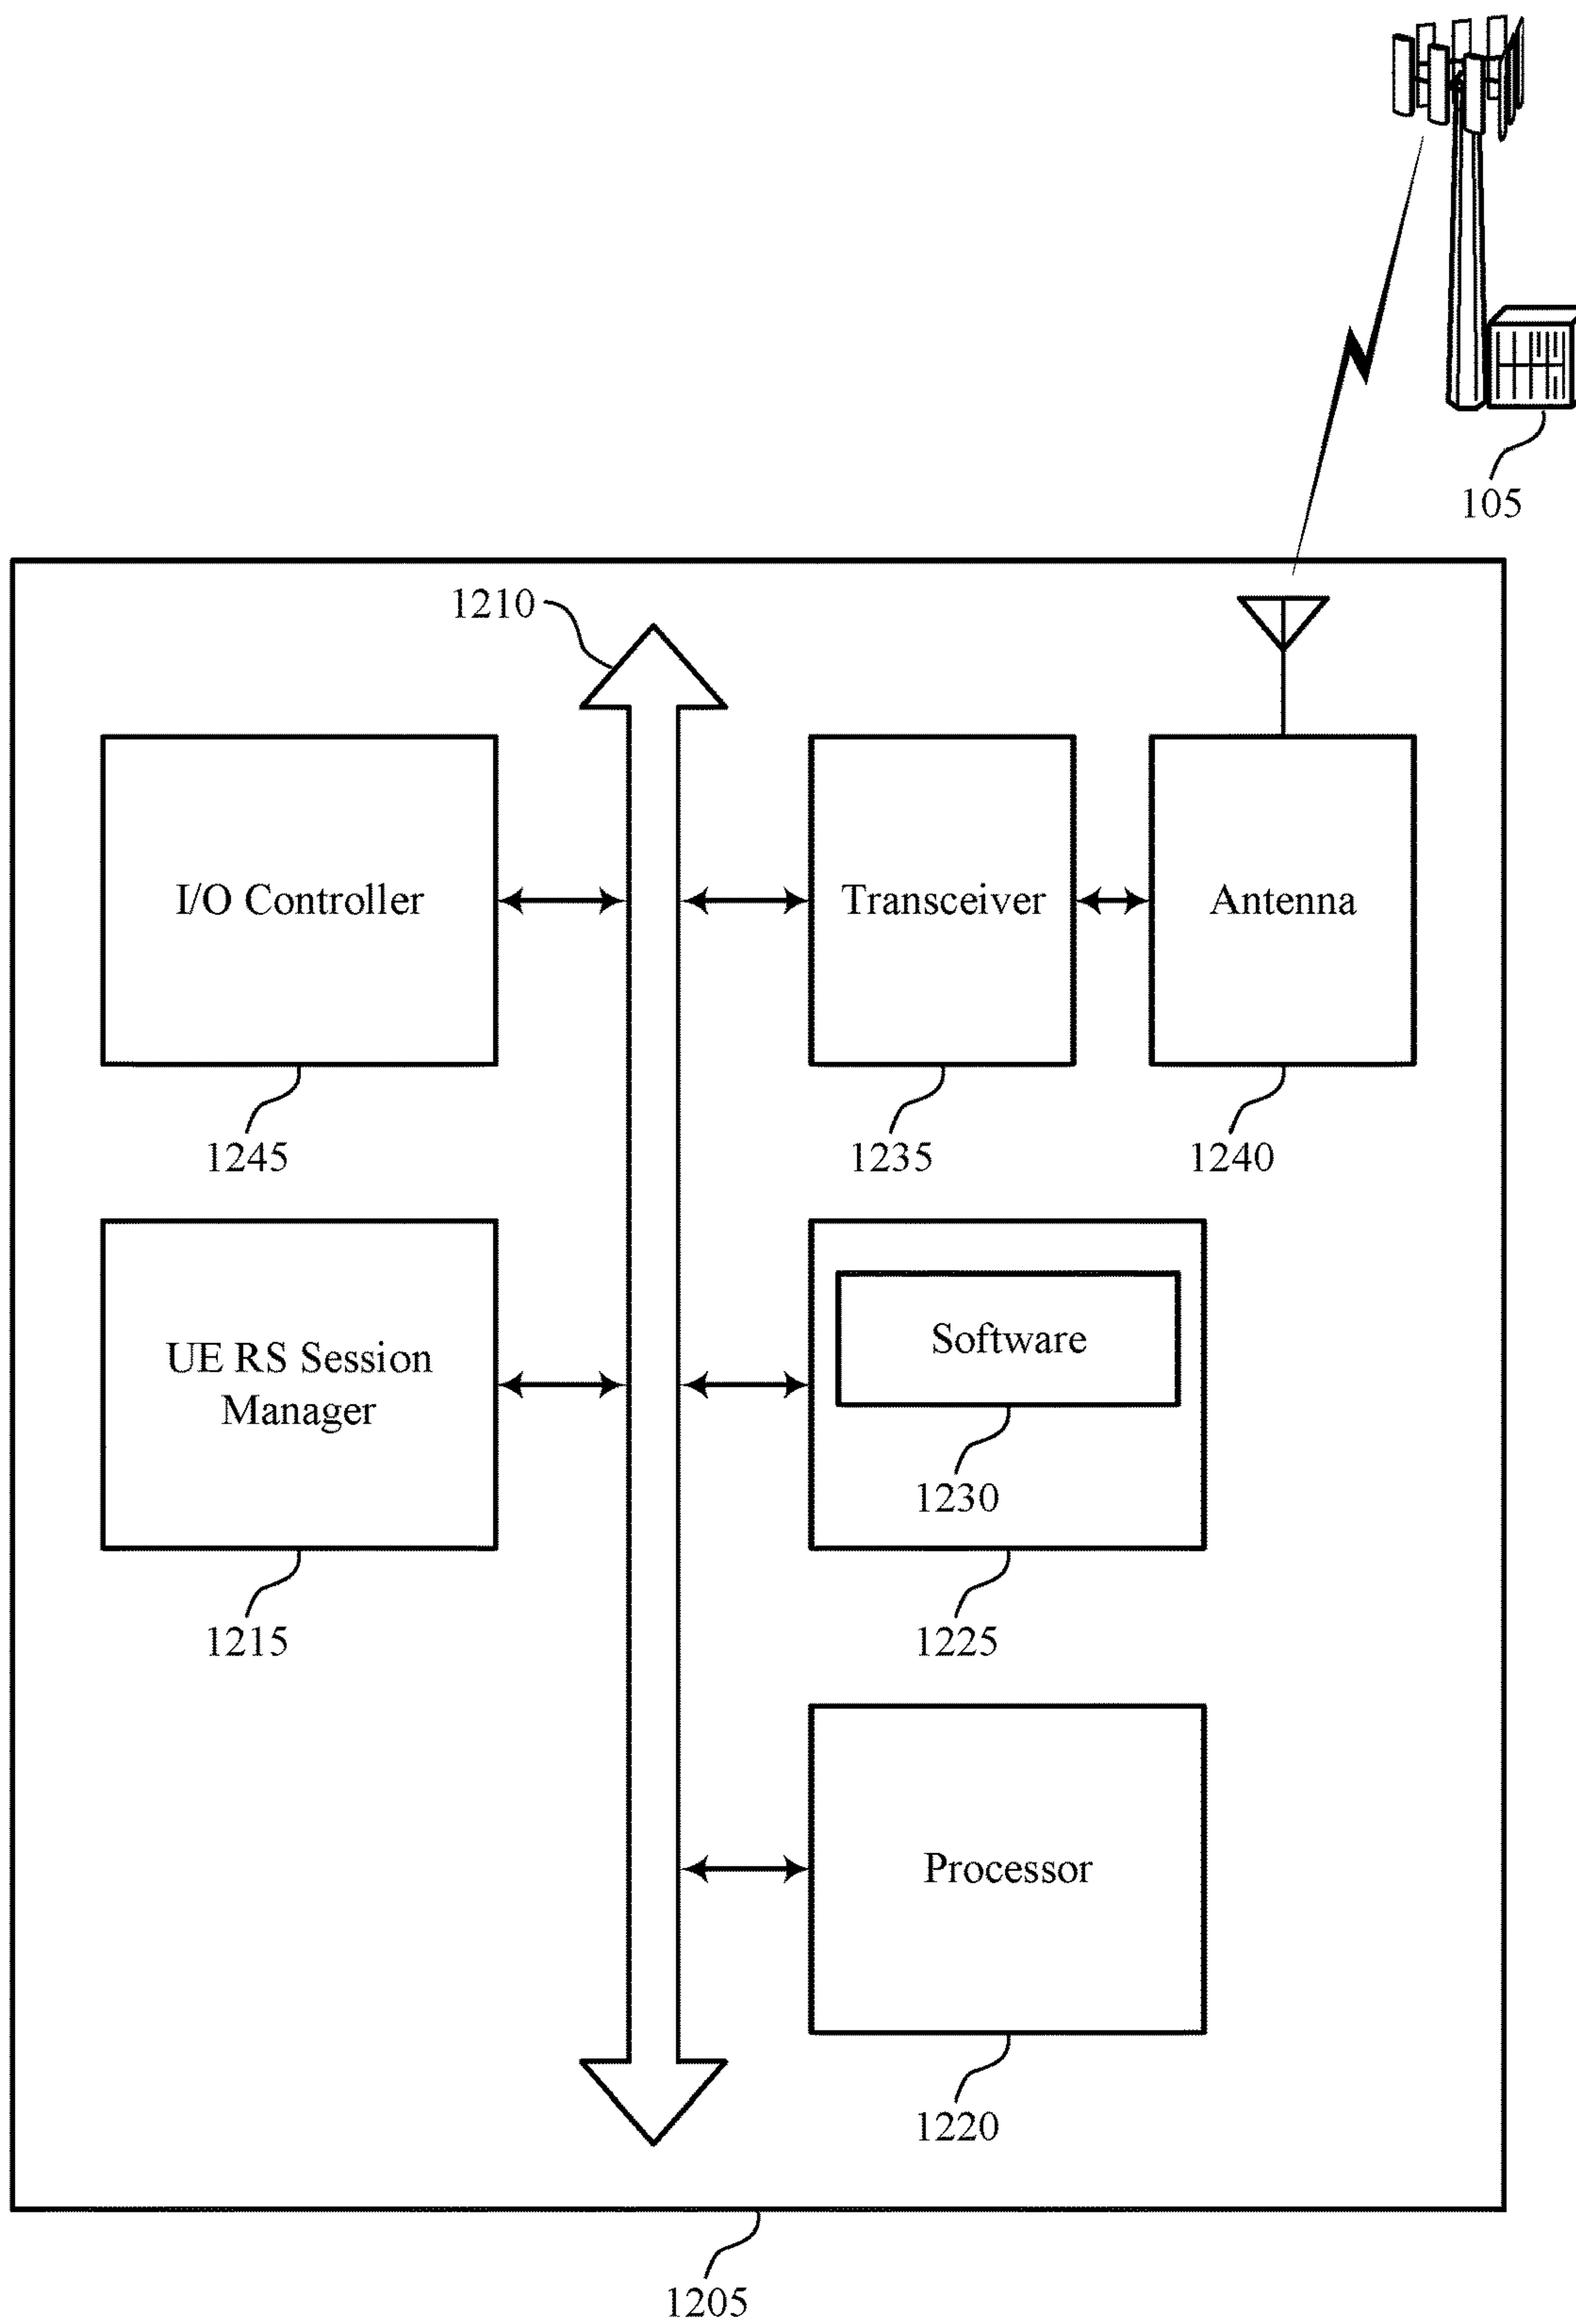 105
1210
I/O Controller
Transceiver
Antenna
1245
1235
1240
UE RS Session
Manager
Software
1230
1215
1225
Processor
1220
1205